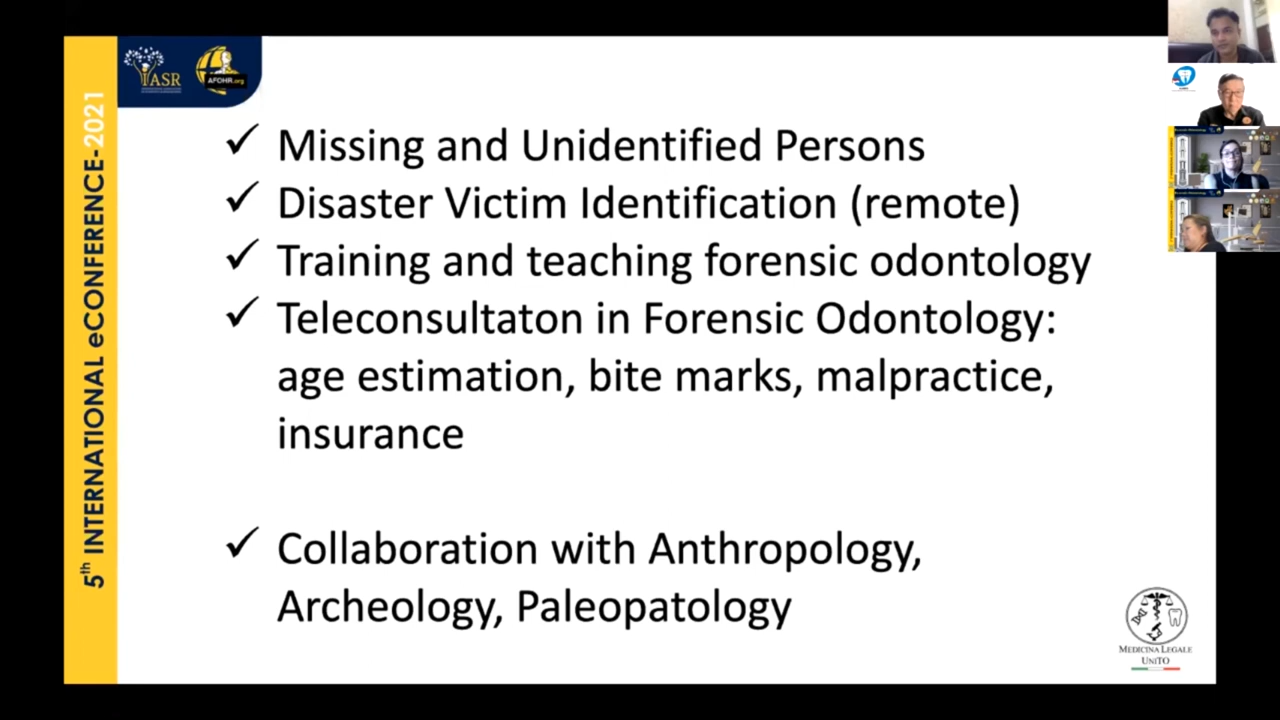 5th INTERNATIONAL eCONFERENCE-2021
IASR
AFOHR.org
✓ Missing and Unidentified Persons
✓ Disaster Victim Identification (remote)
✓ Training and teaching forensic odontology
✓ Teleconsultaton in Forensic Odontology:
age estimation, bite marks, malpractice,
insurance
✓ Collaboration with Anthropology,
Archeology, Paleopatology
MEDICINA LEGALE
UNITO